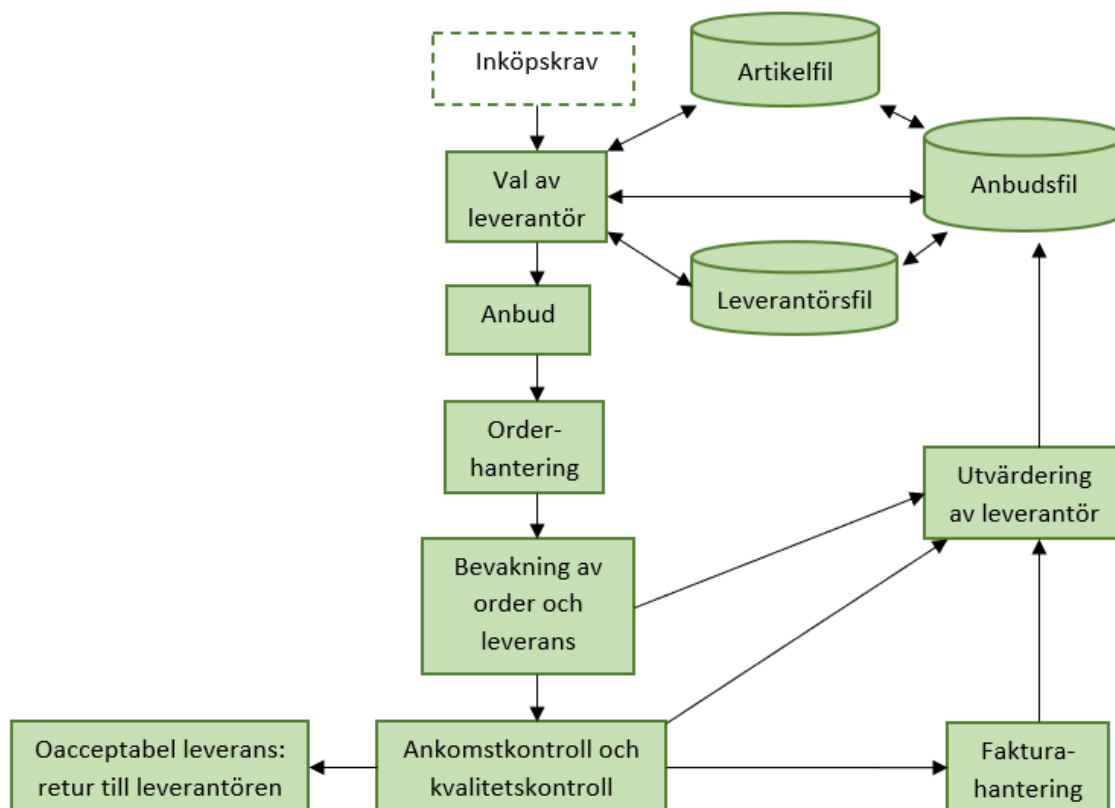 Inköpskrav
Artikelfil
Anbudsfil
Val av
leverantör
Leverantörsfil
Anbud
Order-
hantering
Utvärdering
av leverantör
Bevakning av
order och
leverans
Oacceptabel leverans:
retur till leverantören
Ankomstkontroll och
kvalitetskontroll
Faktura-
hantering